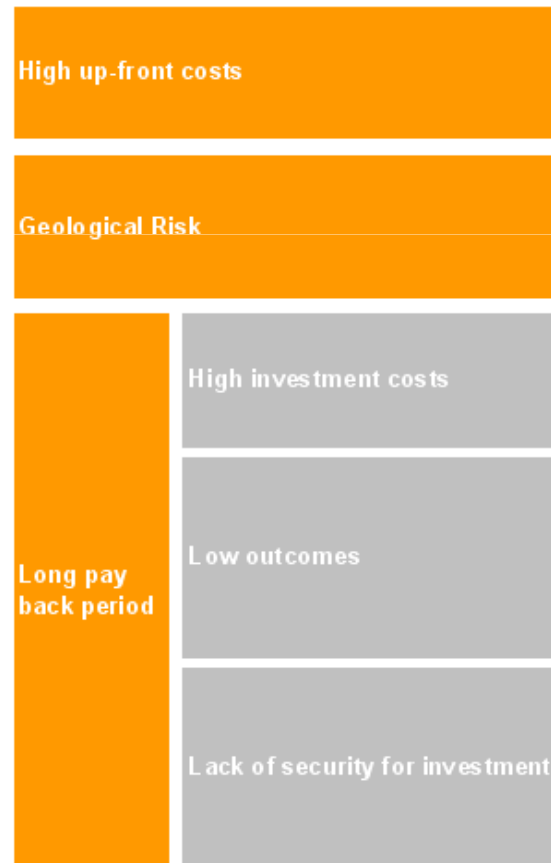 High up-front costs
Geological Risk
High investment costs
Low outcomes
Long pay
back period
Lack of security for investment